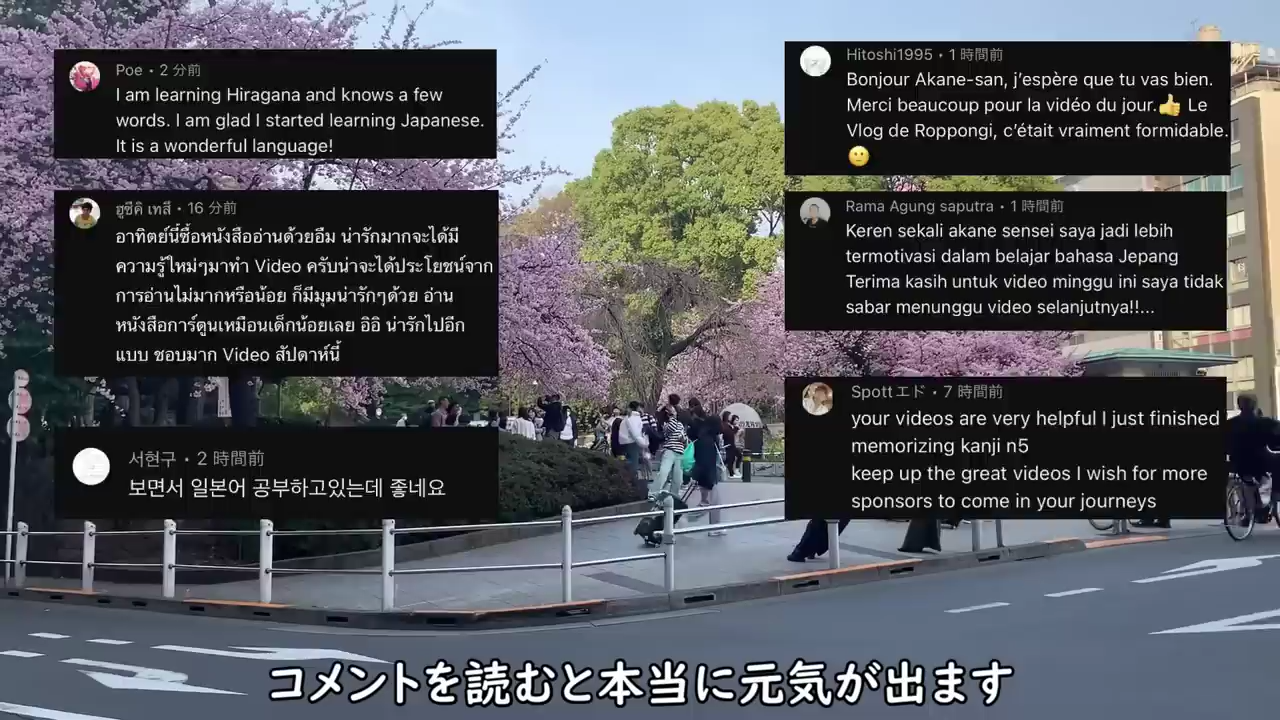 Poe・2 分前
I am learning Hiragana and knows a few
words. I am glad I started learning Japanese.
It is a wonderful language!
ฮูซีคิ เทสึ・16 分前
อาทิตย์นี้ซื้อหนังสืออ่านด้วยอืม น่ารักมากจะได้มี
ความรู้ใหม่ๆมาทำ Video ครับน่าจะได้ประโยชน์จาก
การอ่านไม่มากหรือน้อย ก็มีมุมน่ารักๆด้วย อ่าน
หนังสือการ์ตูนเหมือนเด็กน้อยเลย อิอิ น่ารักไปอีก
แบบ ชอบมาก Video สัปดาห์นี้
서현구・2 時間前
보면서 일본어 공부하고있는데 좋네요
Hitoshi1995・1 時間前
Bonjour Akane-san, j’espère que tu vas bien.
Merci beaucoup pour la vidéo du jour.👍 Le
Vlog de Roppongi, c’était vraiment formidable.
🙂
Rama Agung saputra・1 時間前
Keren sekali akane sensei saya jadi lebih
termotivasi dalam belajar bahasa Jepang
Terima kasih untuk video minggu ini saya tidak
sabar menunggu video selanjutnya!!...
Spottエド・7 時間前
your videos are very helpful I just finished
memorizing kanji n5
keep up the great videos I wish for more
sponsors to come in your journeys
コメントを読むと本当に元気が出ます